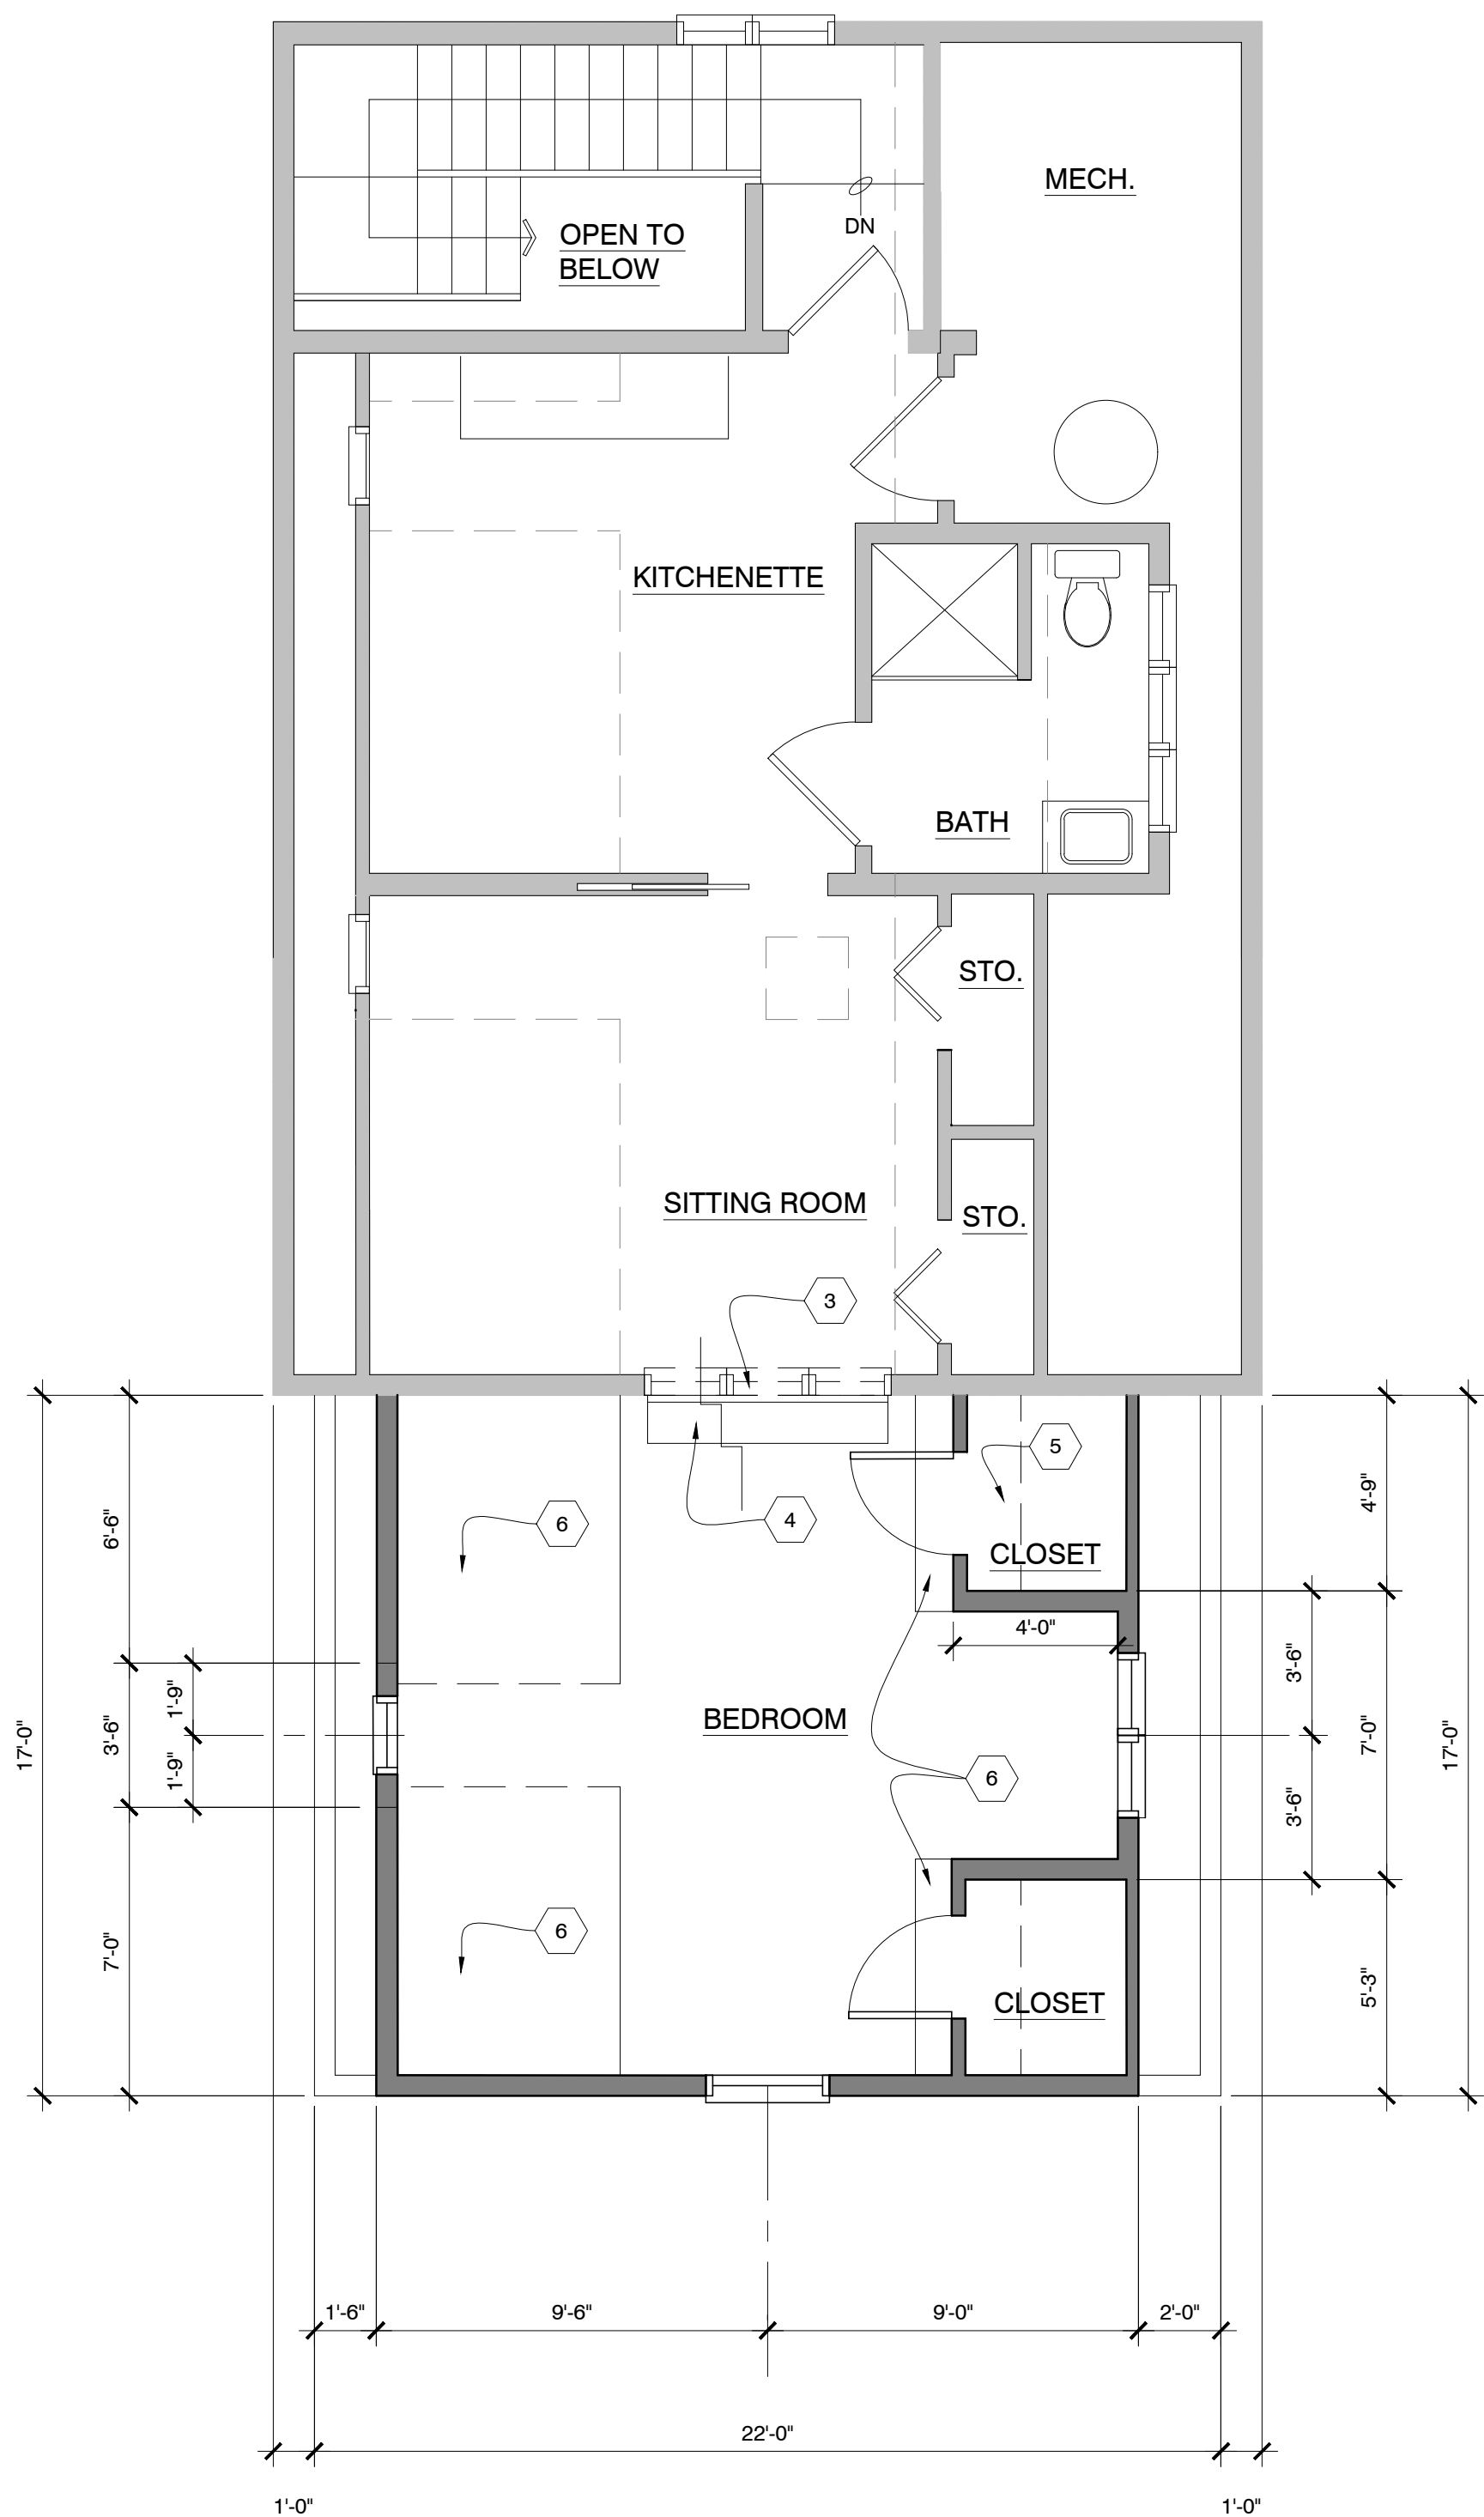 MECH.
DN
OPEN TO
BELOW
KITCHENETTE
BATH
STO.
SITTING ROOM
STO.
3
5
4
6
4'-9"
6'-6"
CLOSET
4'-0"
3'-6"
1'-9"
BEDROOM
17'-0"
3'-6"
7'-0"
17'-0"
1'-9"
6
3'-6"
6
7'-0"
5'-3"
CLOSET
1'-6"
9'-6"
9'-0"
2'-0"
22'-0"
1'-0"
1'-0"